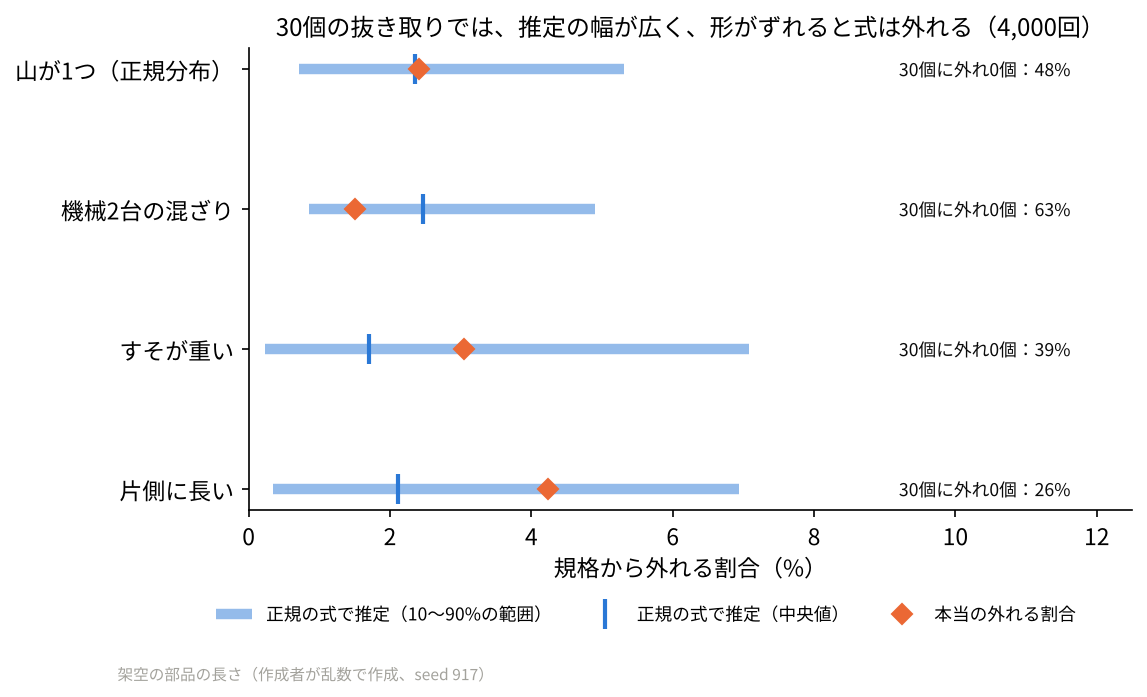 30個の抜き取りでは、推定の幅が広く、形がずれると式は外れる（4,000回）
山が1つ（正規分布）
30個に外れ0個：48%
機械2台の混ざり
30個に外れ0個：63%
すそが重い
30個に外れ0個：39%
片側に長い
30個に外れ0個：26%
0 2 4 6 8 10 12
規格から外れる割合（%）
正規の式で推定（10〜90%の範囲） 正規の式で推定（中央値） 本当の外れる割合
架空の部品の長さ（作成者が乱数で作成、seed 917）